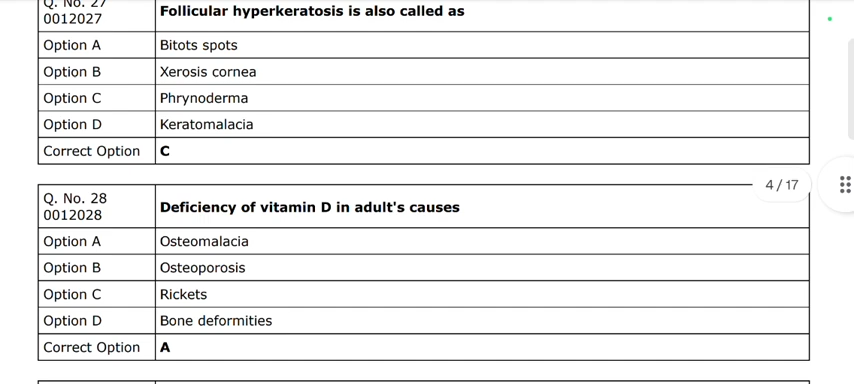 Q. No. 27
0012027
Follicular hyperkeratosis is also called as
Option A Bitots spots
Option B Xerosis cornea
Option C Phrynoderma
Option D Keratomalacia
Correct Option C
4 / 17
Q. No. 28
0012028
Deficiency of vitamin D in adult's causes
Option A Osteomalacia
Option B Osteoporosis
Option C Rickets
Option D Bone deformities
Correct Option A